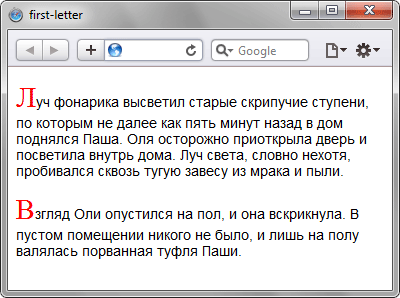 first-letter
Google
Луч фонарика высветил старые скрипучие ступени,
по которым не далее как пять минут назад в дом
поднялся Паша. Оля осторожно приоткрыла дверь и
посветила внутрь дома. Луч света, словно нехотя,
пробивался сквозь тугую завесу из мрака и пыли.
Взгляд Оли опустился на пол, и она вскрикнула. В
пустом помещении никого не было, и лишь на полу
валялась порванная туфля Паши.